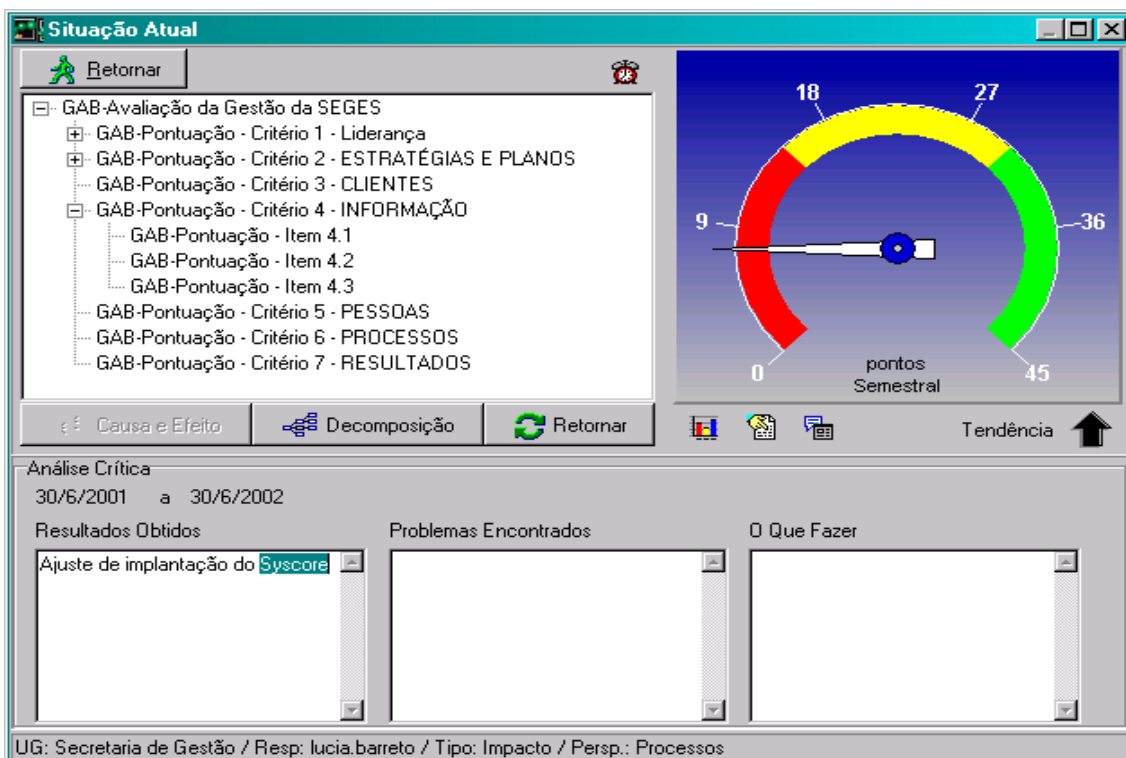 Situação Atual
Retornar
GAB-Avaliação da Gestão da SEGES
GAB-Pontuação - Critério 1 - Liderança
GAB-Pontuação - Critério 2 - ESTRATÉGIAS E PLANOS
GAB-Pontuação - Critério 3 - CLIENTES
GAB-Pontuação - Critério 4 - INFORMAÇÃO
GAB-Pontuação - Item 4.1
GAB-Pontuação - Item 4.2
GAB-Pontuação - Item 4.3
GAB-Pontuação - Critério 5 - PESSOAS
GAB-Pontuação - Critério 6 - PROCESSOS
GAB-Pontuação - Critério 7 - RESULTADOS
18 27
9 36
0 45
pontos
Semestral
Causa e Efeito Decomposição Retornar
Tendência
Análise Crítica
30/6/2001 a 30/6/2002
Resultados Obtidos Problemas Encontrados O Que Fazer
Ajuste de implantação do Syscore
UG: Secretaria de Gestão / Resp: lucia.barreto / Tipo: Impacto / Persp.: Processos